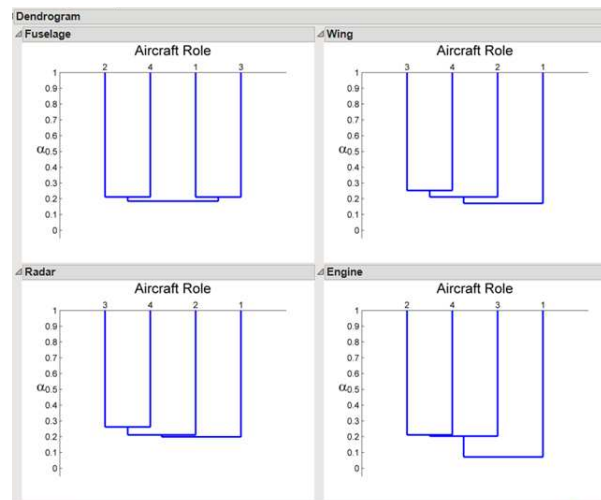 Dendrogram
Fuselage
Aircraft Role
2 4 1 3
1
0.9
0.8
0.7
0.6
α0.5
0.4
0.3
0.2
0.1
0
Wing
Aircraft Role
3 4 2 1
1
0.9
0.8
0.7
0.6
α0.5
0.4
0.3
0.2
0.1
0
Radar
Aircraft Role
3 4 2 1
1
0.9
0.8
0.7
0.6
α0.5
0.4
0.3
0.2
0.1
0
Engine
Aircraft Role
2 4 3 1
1
0.9
0.8
0.7
0.6
α0.5
0.4
0.3
0.2
0.1
0